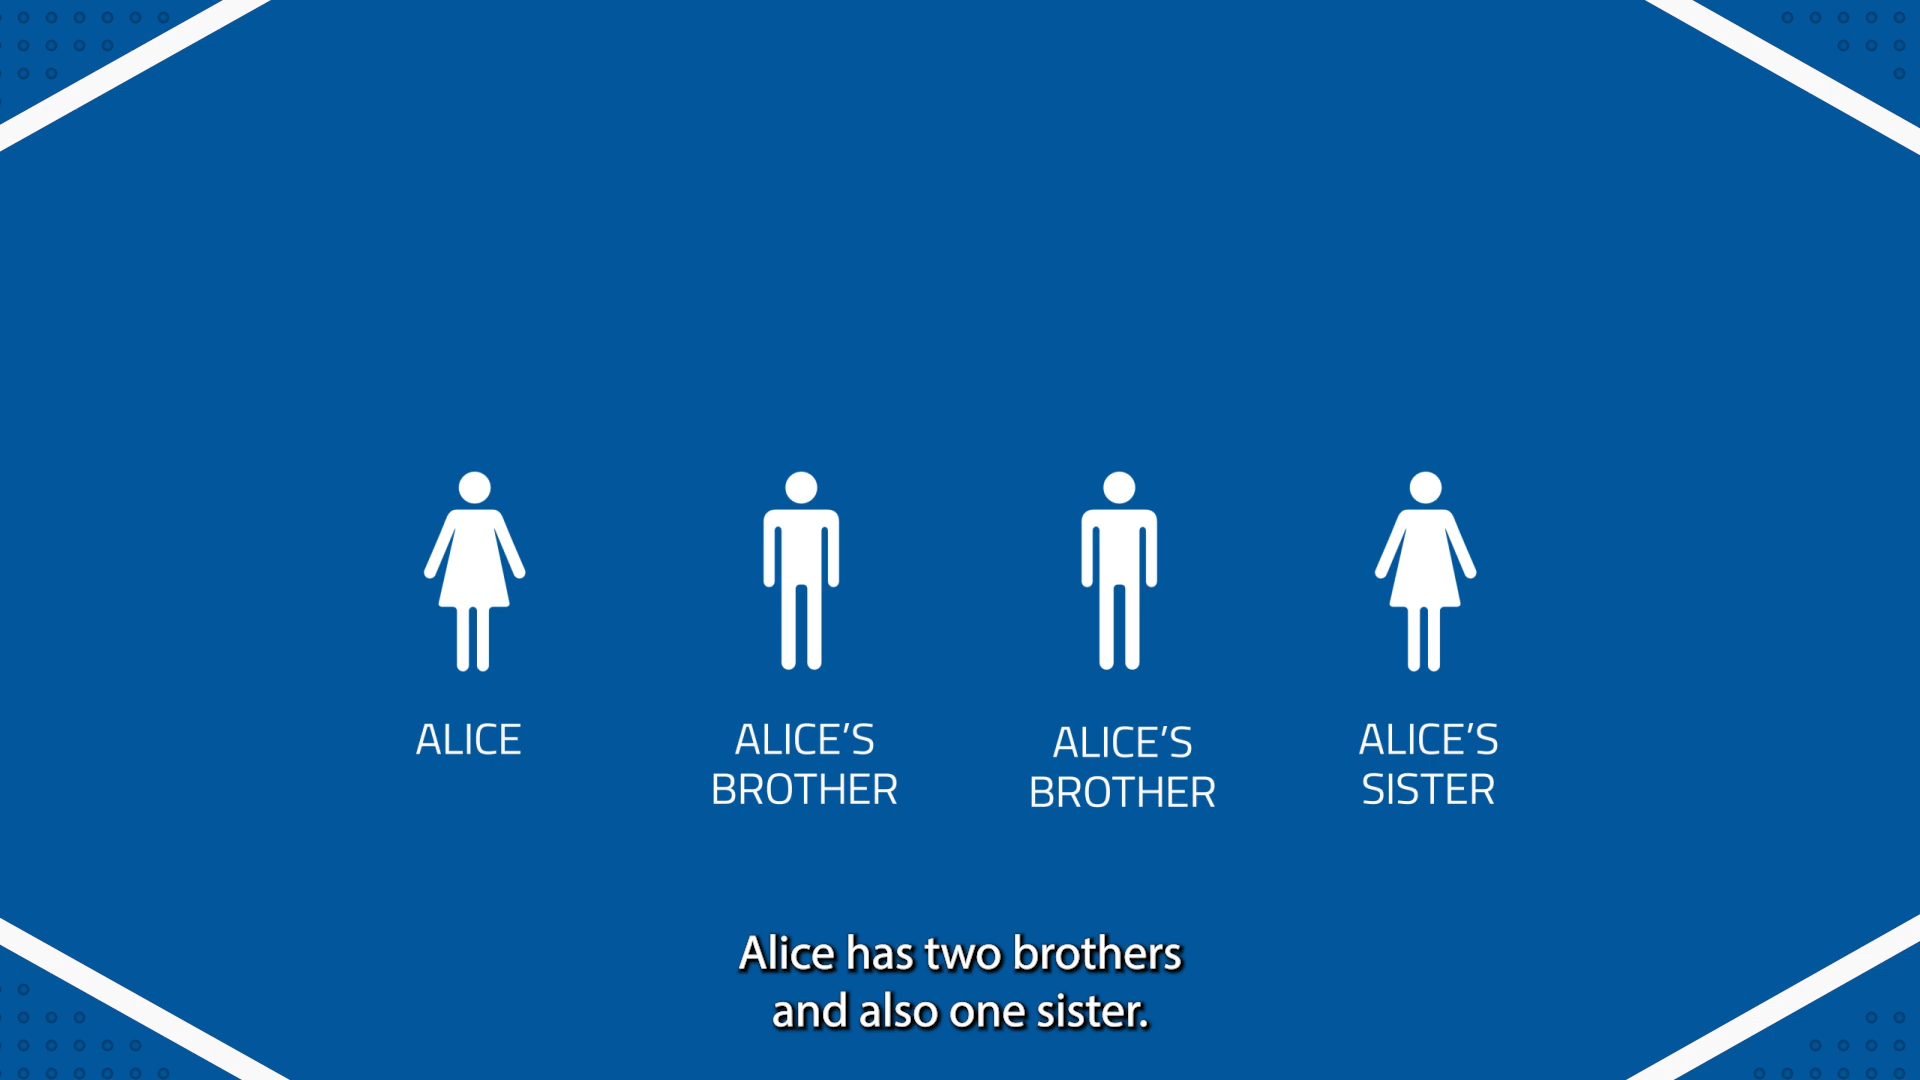 ALICE
ALICE’S
BROTHER
ALICE’S
BROTHER
ALICE’S
SISTER
Alice has two brothers
and also one sister.